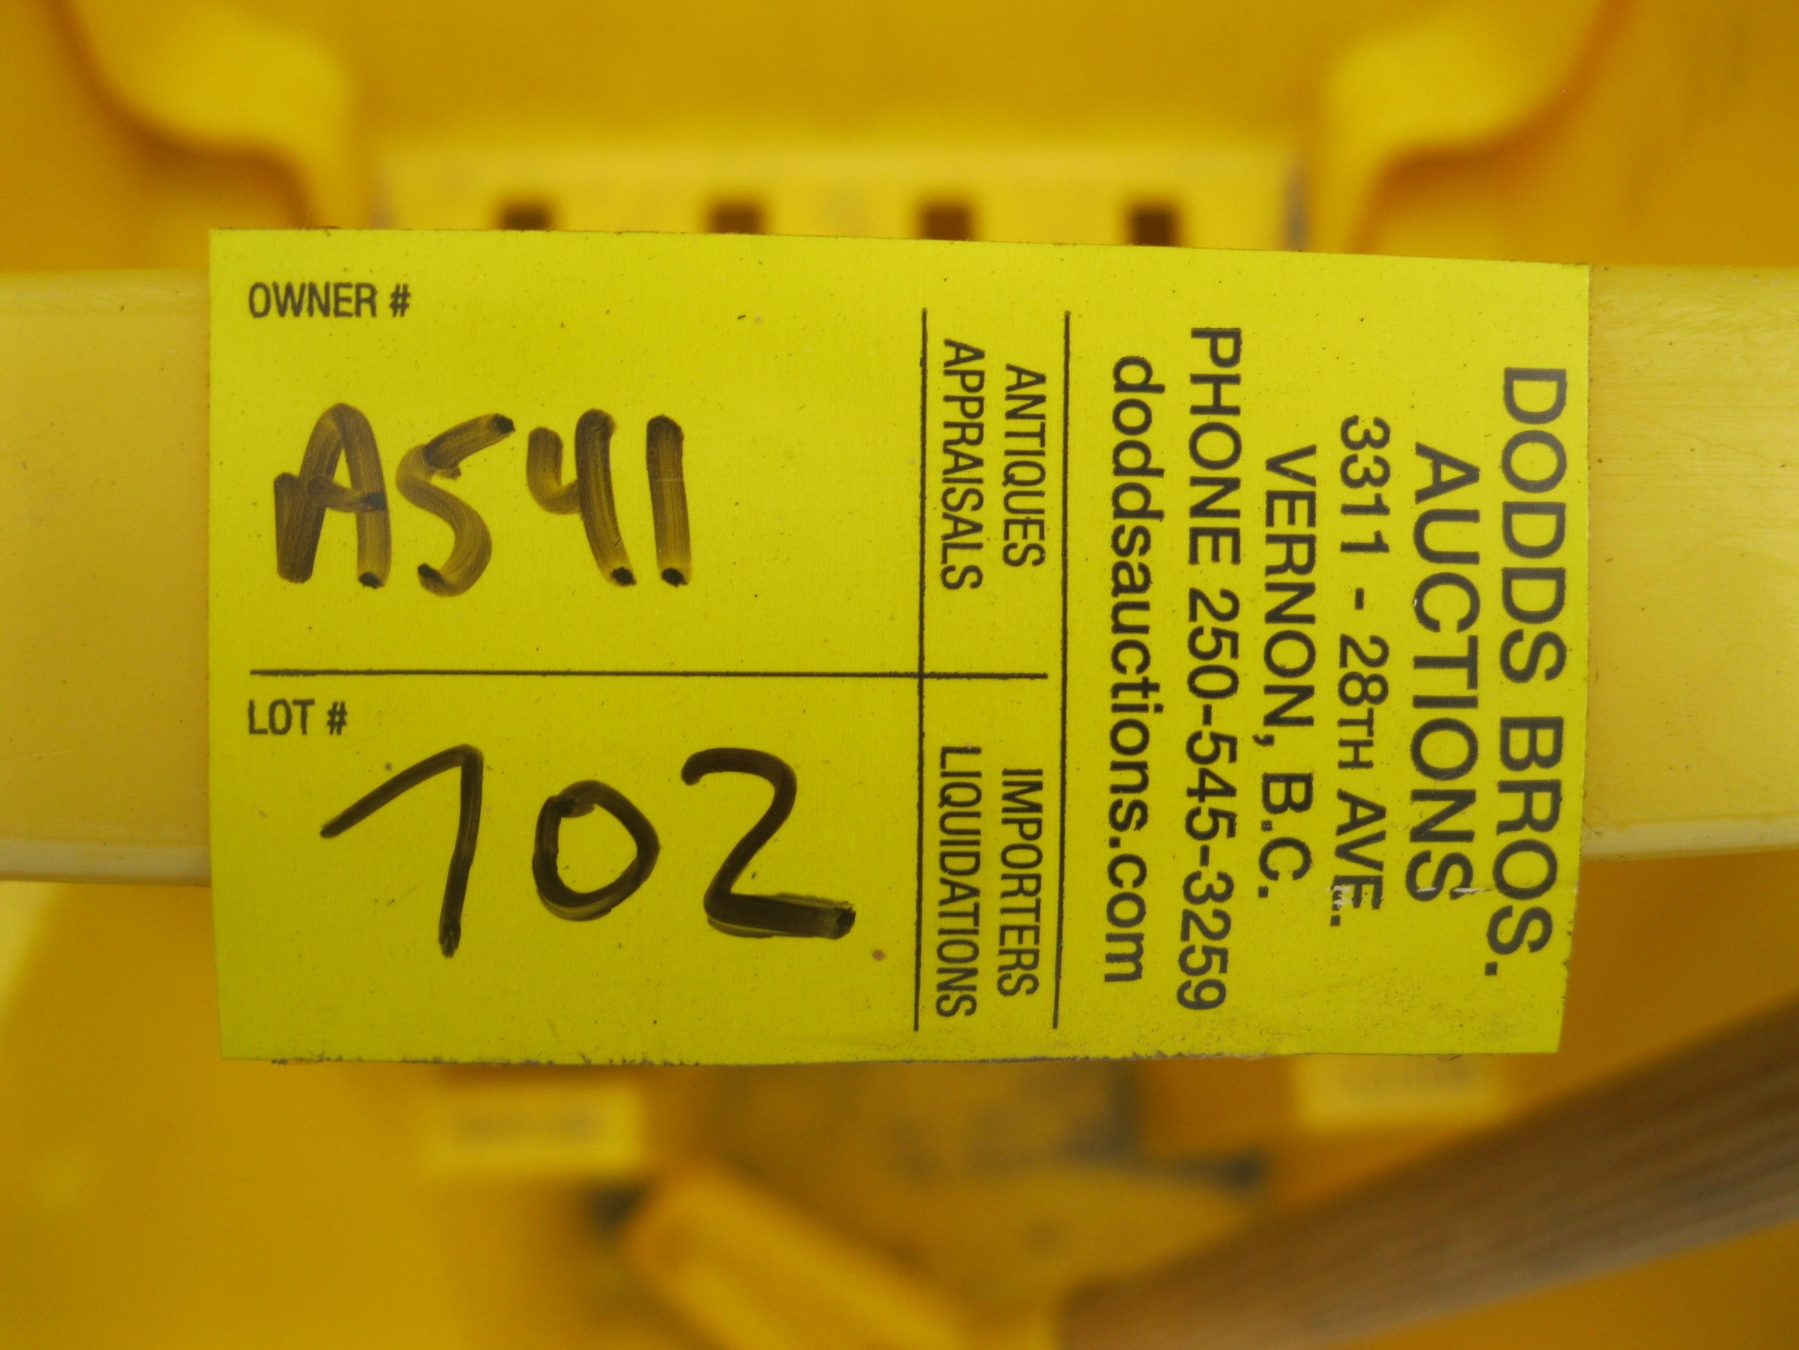 DODDS BROS.
AUCTIONS
3311 - 28TH AVE.
VERNON, B.C.
PHONE 250-545-3259
doddsauctions.com
ANTIQUES
APPRAISALS
IMPORTERS
LIQUIDATIONS
OWNER #
A541
LOT #
102